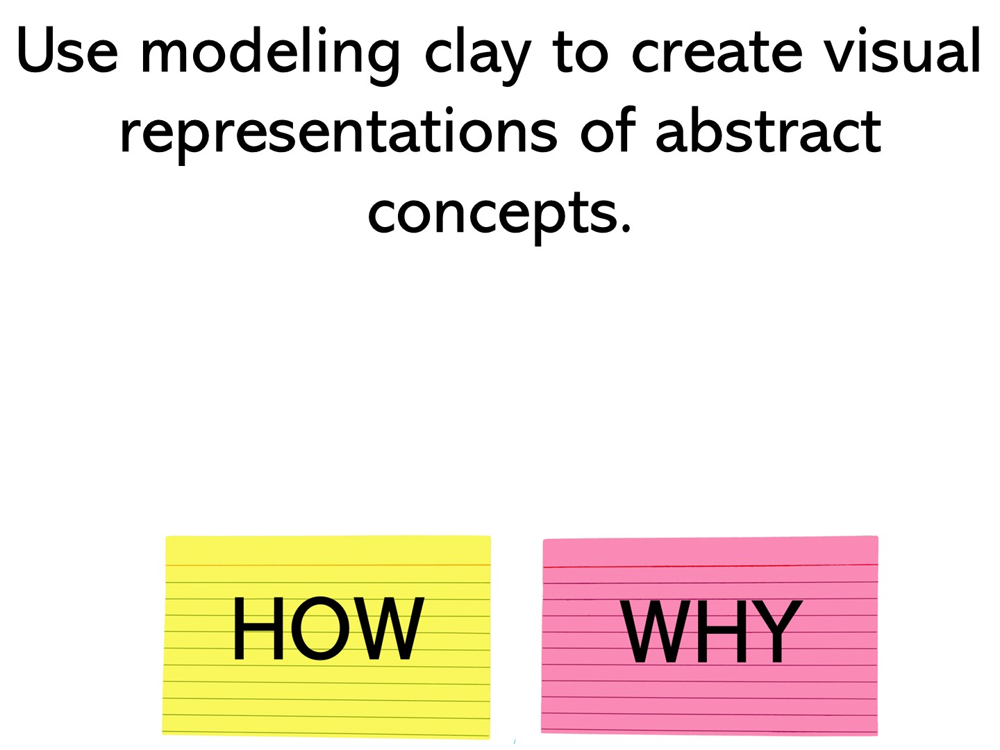 Use modeling clay to create visual
representations of abstract
concepts.
HOW
WHY